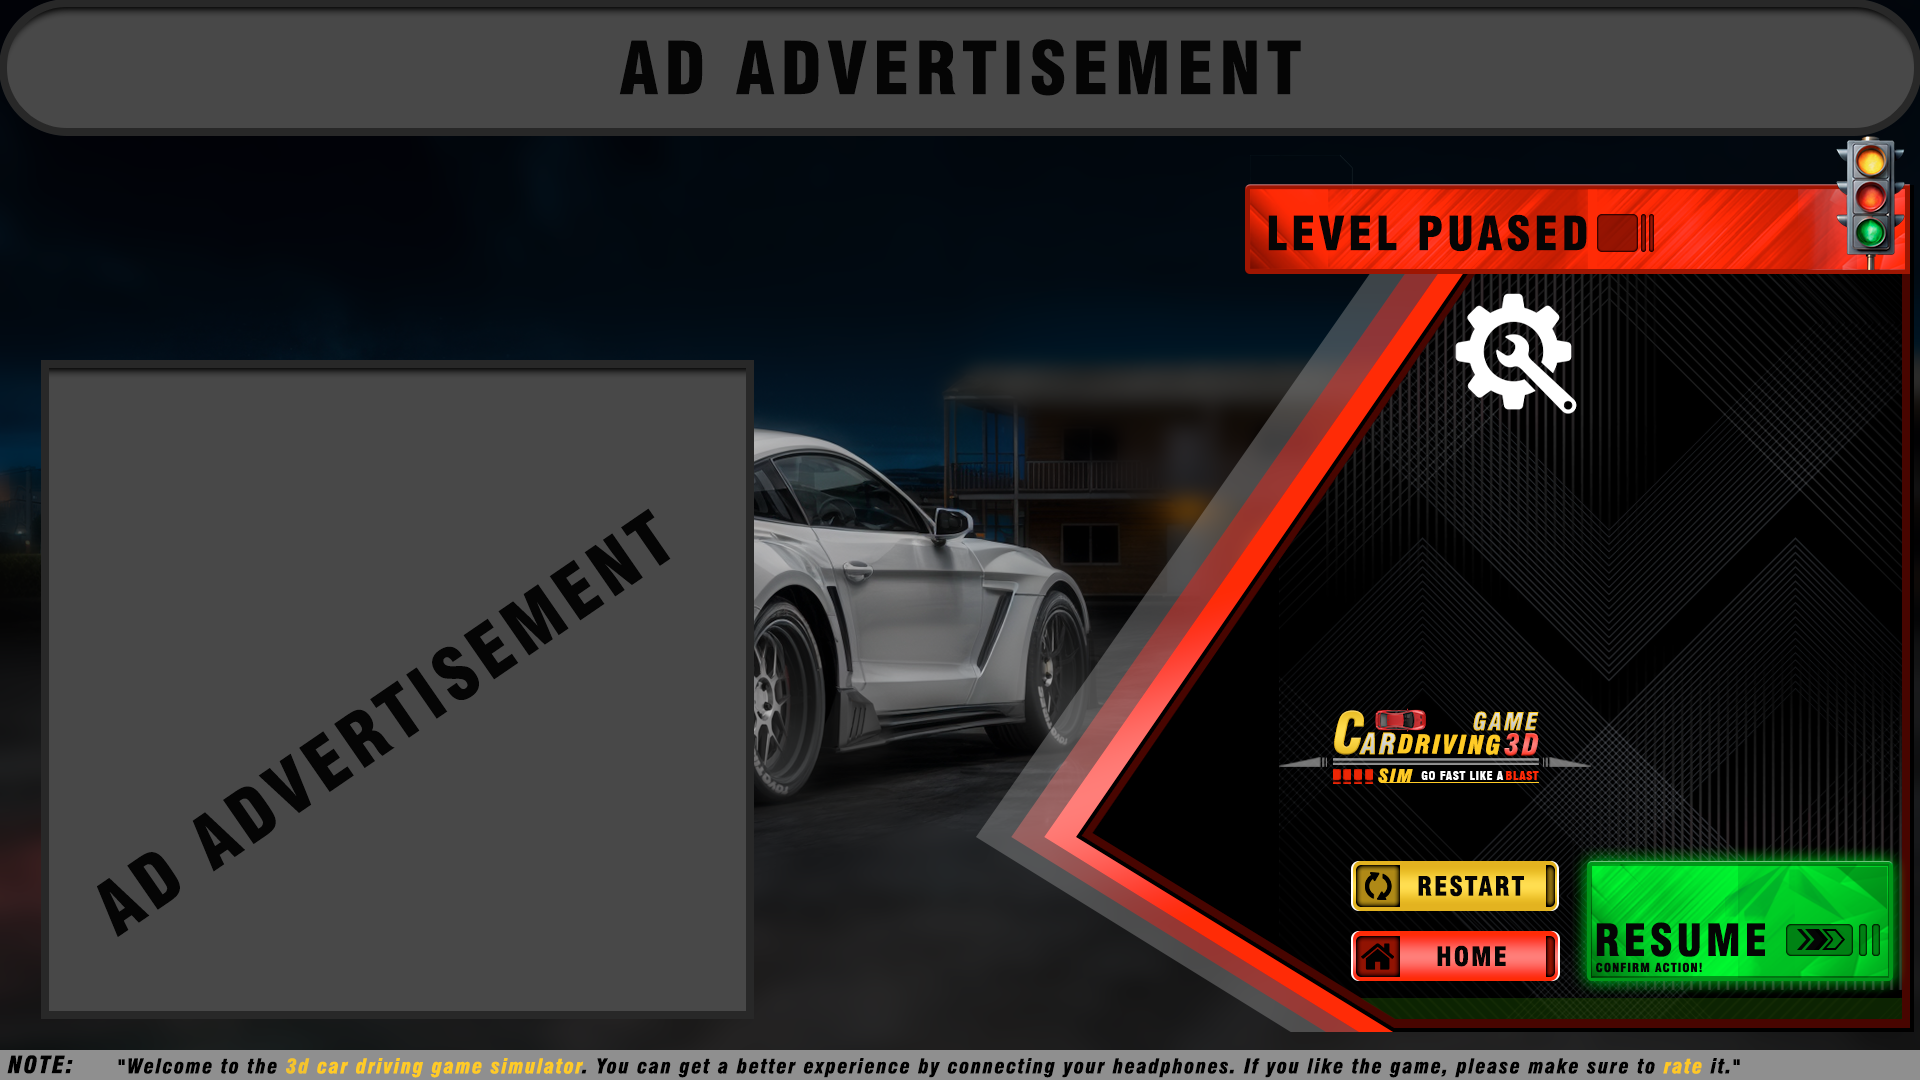 AD ADVERTISEMENT
LEVEL PUASED
AD ADVERTISEMENT
GAME
CARDRIVING 3D
SIM GO FAST LIKE A BLAST
RESTART
HOME
RESUME
CONFIRM ACTION!
NOTE: "Welcome to the 3d car driving game simulator. You can get a better experience by connecting your headphones. If you like the game, please make sure to rate it."